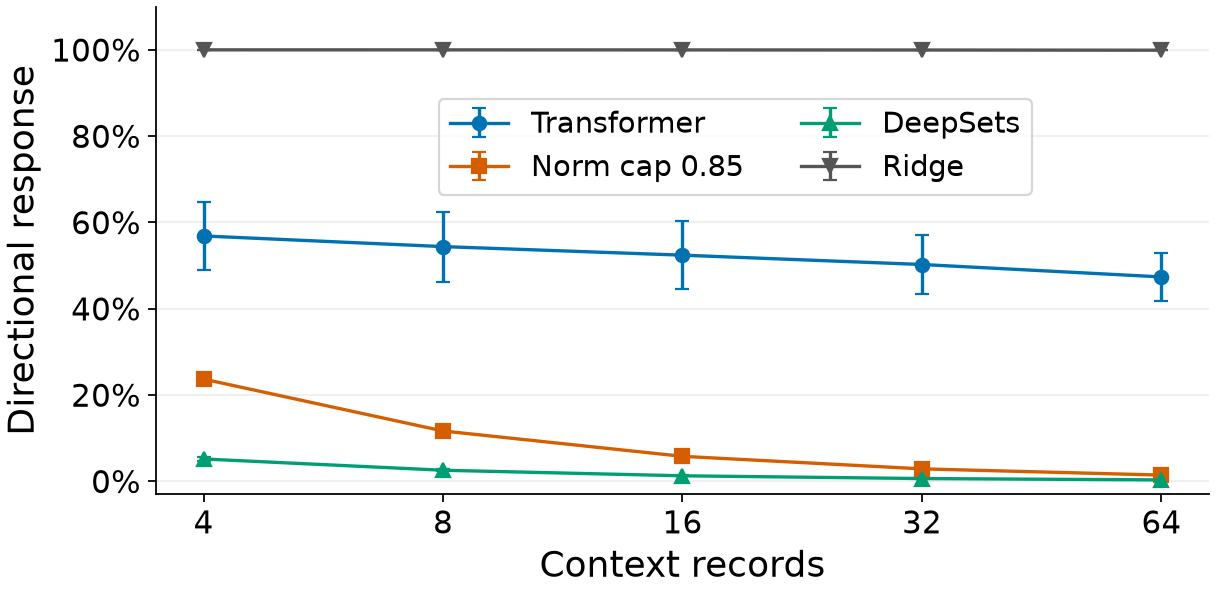 Directional response
100%
80%
60%
40%
20%
0%
Transformer
Norm cap 0.85
DeepSets
Ridge
4 8 16 32 64
Context records